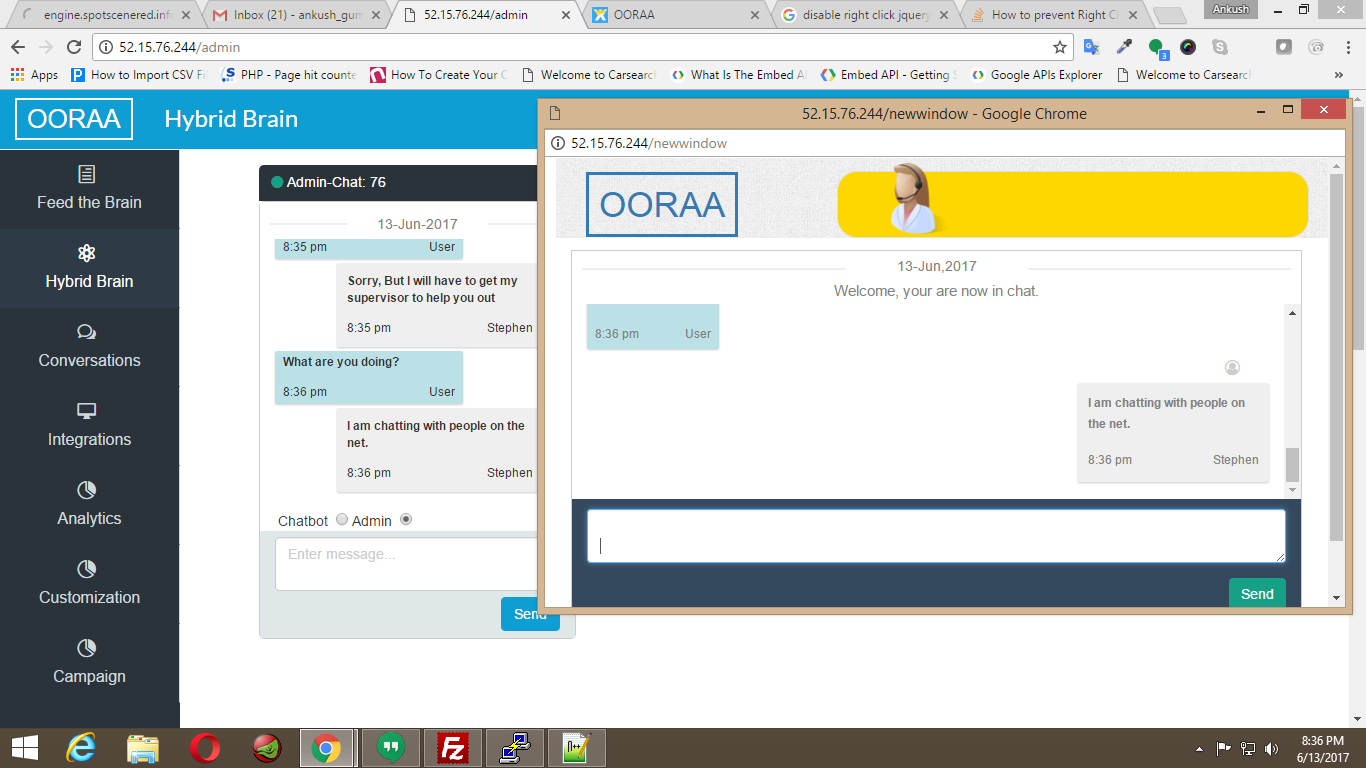 engine.spotscenered.info
Inbox (21) - ankush_gum
52.15.76.244/admin
OORAA
disable right click jquery
How to prevent Right Cl
Ankush
52.15.76.244/admin
3
Apps
How to Import CSV Fi
PHP - Page hit counte
How To Create Your O
Welcome to Carsearch
What Is The Embed A
Embed API - Getting S
Google APIs Explorer
Welcome to Carsearch
»
OORAA
Hybrid Brain
Feed the Brain
Hybrid Brain
Conversations
Integrations
Analytics
Customization
Campaign
Admin-Chat: 76
13-Jun-2017
8:35 pm User
Sorry, But I will have to get my
supervisor to help you out
8:35 pm Stephen
What are you doing?
8:36 pm User
I am chatting with people on the
net.
8:36 pm Stephen
Chatbot Admin
Enter message...
Send
52.15.76.244/newwindow - Google Chrome
52.15.76.244/newwindow
OORAA
13-Jun,2017
Welcome, your are now in chat.
8:36 pm User
I am chatting with people on
the net.
8:36 pm Stephen
Send
8:36 PM
6/13/2017